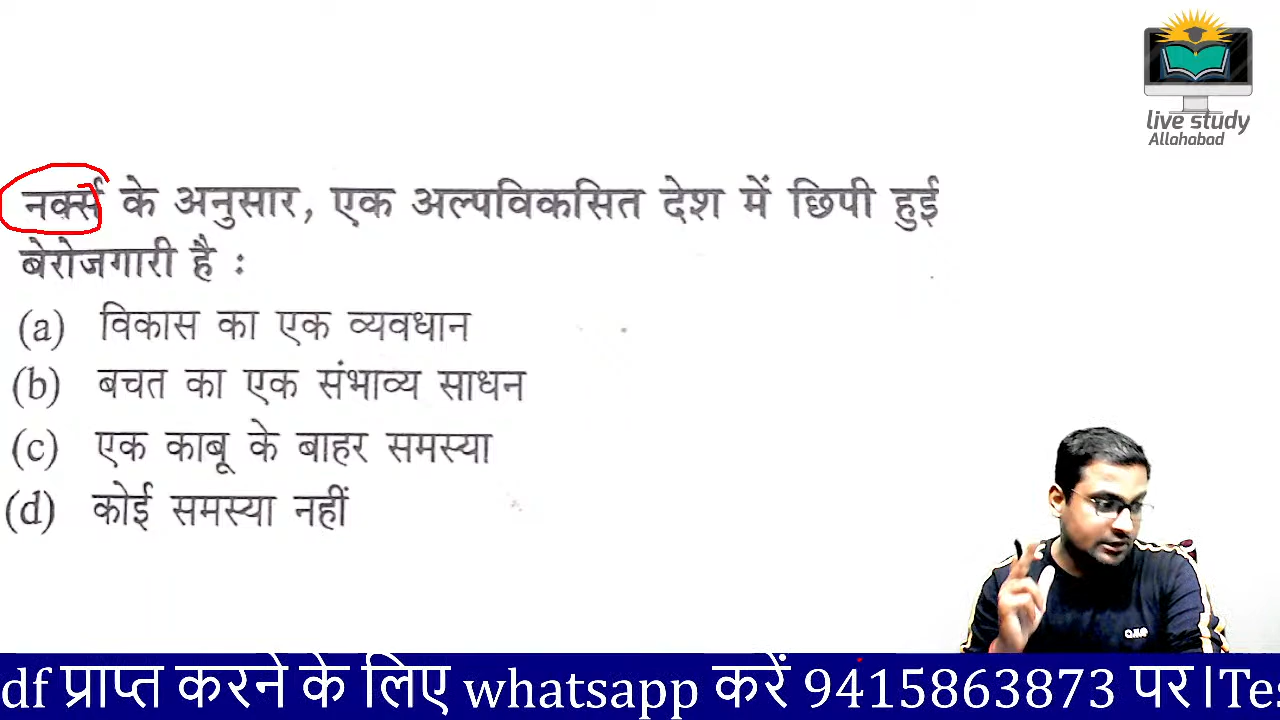 live study
Allahabad
नर्क्स के अनुसार, एक अल्पविकसित देश में छिपी हुई
बेरोजगारी है :
(a) विकास का एक व्यवधान
(b) बचत का एक संभाव्य साधन
(c) एक काबू के बाहर समस्या
(d) कोई समस्या नहीं
df प्राप्त करने के लिए whatsapp करें 9415863873 पर।Tes